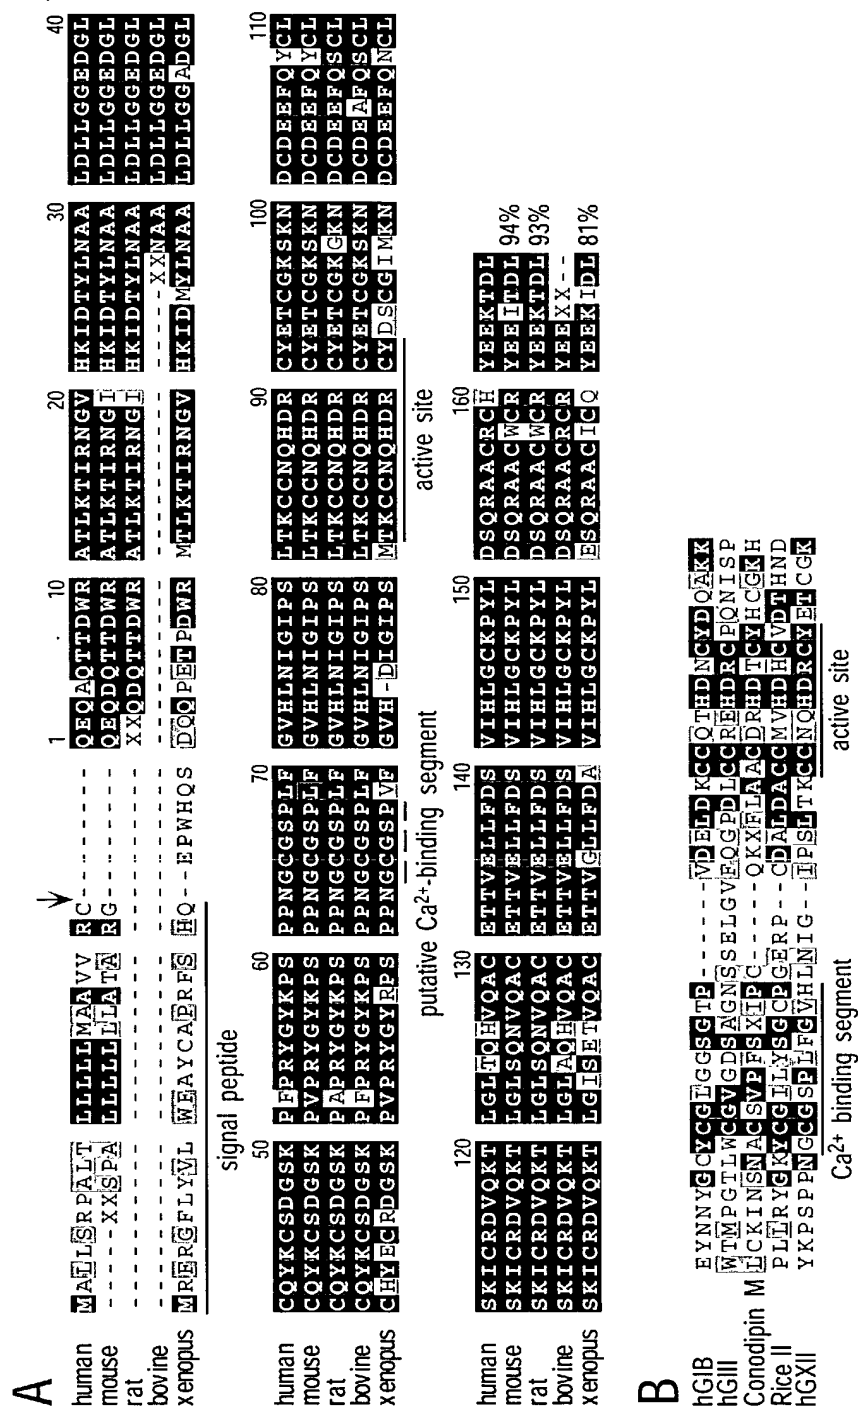 A
1 10 20 30 40
human MALLSRPALT LLLLLMAAVV RC-------- QEQAQTTDWR ATLKTIRNGV HKIDTYLNAA LDLLGGEDGL
mouse -----XXSPA LLLLLLLATA RG-------- QEQDQTTDWR ATLKTIRNGI HKIDTYLNAA LDLLGGEDGL
rat ---------- ---------- ---------- XXQDQTTDWR ATLKTIRNGI HKIDTYLNAA LDLLGGEDGL
bovine ---------- ---------- ---------- ---------- ---------- -----XXNAA LDLLGGEDGL
xenopus MRERGFLYVL WEAYCAPRFS HQ--EPWHQS DQQPETPDWR MTLKTIRNGV HKIDMYLNAA LDLLGGADGL
signal peptide
50 60 70 80 90 100 110
human CQYKCSDGSK PFPRYGYKPS PPNGCGSPLF GVHLNIGIPS LTKCCNQHDR CYETCGKSKN DCDEEFQYCL
mouse CQYKCSDGSK PVPRYGYKPS PPNGCGSPLF GVHLNIGIPS LTKCCNQHDR CYETCGKSKN DCDEEFQYCL
rat CQYKCSDGSK PAPRYGYKPS PPNGCGSPLF GVHLNIGIPS LTKCCNQHDR CYETCGKGKN DCDEEFQSCL
bovine CQYKCSDGSK PFPRYGYKPS PPNGCGSPLF GVHLNIGIPS LTKCCNQHDR CYETCGKSKN DCDEAFQSCL
xenopus CHYECRDGSK PVPRYGYRPS PPNGCGSPVF GVH-DIGIPS MTKCCNQHDR CYDSCGIMKN DCDEEFQNCL
putative Ca2+-binding segment active site
120 130 140 150 160
human SKICRDVQKT LGLTQHVQAC ETTVELLFDS VIHLGCKPYL DSQRAACRCH YEEKTDL
mouse SKICRDVQKT LGLSQNVQAC ETTVELLFDS VIHLGCKPYL DSQRAACWCR YEEITDL 94%
rat SKICRDVQKT LGLSQNVQAC ETTVELLFDS VIHLGCKPYL DSQRAACWCR YEEKTDL 93%
bovine SKICRDVQKT LGLAQHVQAC ETTVELLFDS VIHLGCKPYL DSQRAACRCR YEEXX--
xenopus SKICRDVQKT LGISETVQAC ETTVGLLFDA VIHLGCKPYL ESQRAACICQ YEEKIDL 81%
B
hGIB EYNNYGCYCGLGGSGTP-----VDELDKCCQTHDNCYDQAKK
hGIII WTMPGTLWCGVGDSAGNSSELGVFQGPDLCCREHDRCPQNISP
Conodipin M LCKINSNACSVPFSXIPC-----QKXFLAACDRHDTCYHCGKH
Rice II PLLRYGKYCGILYSGCPGERP--CDALDACCMVHDHCVDTHND
hGXII YKPSPPNGCGSPLFGVHLNIG--IPSLTKCCNQHDRCYETCGK
Ca2+ binding segment active site